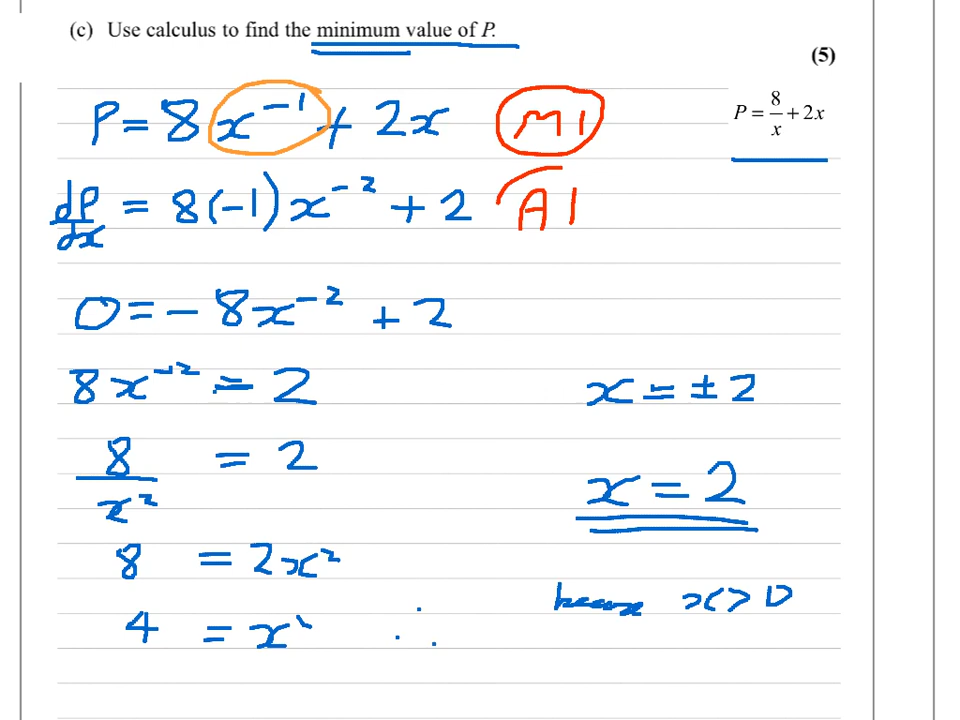 (c) Use calculus to find the minimum value of P.
(5)
P = 8/x + 2x
P = 8x⁻¹ + 2x M1
dP/dx = 8(-1)x⁻² + 2 A1
0 = -8x⁻² + 2
8x⁻² = 2
8/x² = 2
8 = 2x²
4 = x² ∴
x = ±2
x = 2
x > 0